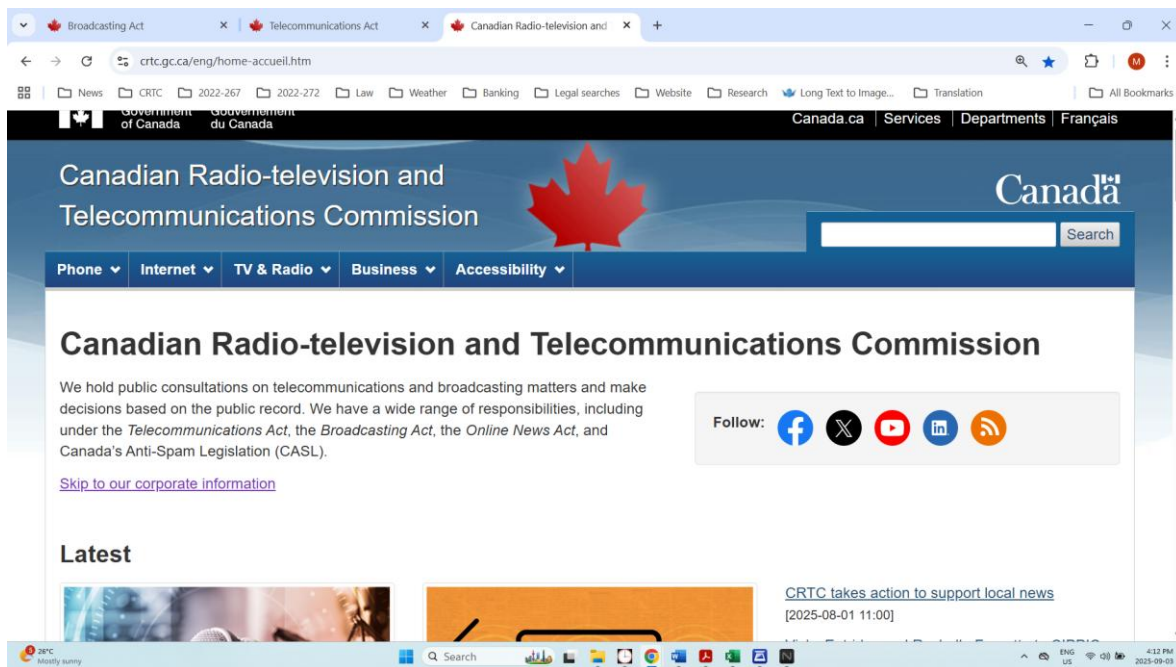 Broadcasting Act
Telecommunications Act
Canadian Radio-television and
crtc.gc.ca/eng/home-accueil.htm
M
News CRTC 2022-267 2022-272 Law Weather Banking Legal searches Website Research Long Text to Image... Translation All Bookmarks
Government Gouvernement
of Canada du Canada
Canada.ca Services Departments Français
Canadian Radio-television and
Telecommunications Commission
Canada
Search
Phone Internet TV & Radio Business Accessibility
Canadian Radio-television and Telecommunications Commission
We hold public consultations on telecommunications and broadcasting matters and make
decisions based on the public record. We have a wide range of responsibilities, including
under the Telecommunications Act, the Broadcasting Act, the Online News Act, and
Canada's Anti-Spam Legislation (CASL).
Follow:
Skip to our corporate information
Latest
CRTC takes action to support local news
[2025-08-01 11:00]
26°C
Mostly sunny
Search
ENG
US
4:12 PM
2025-09-03